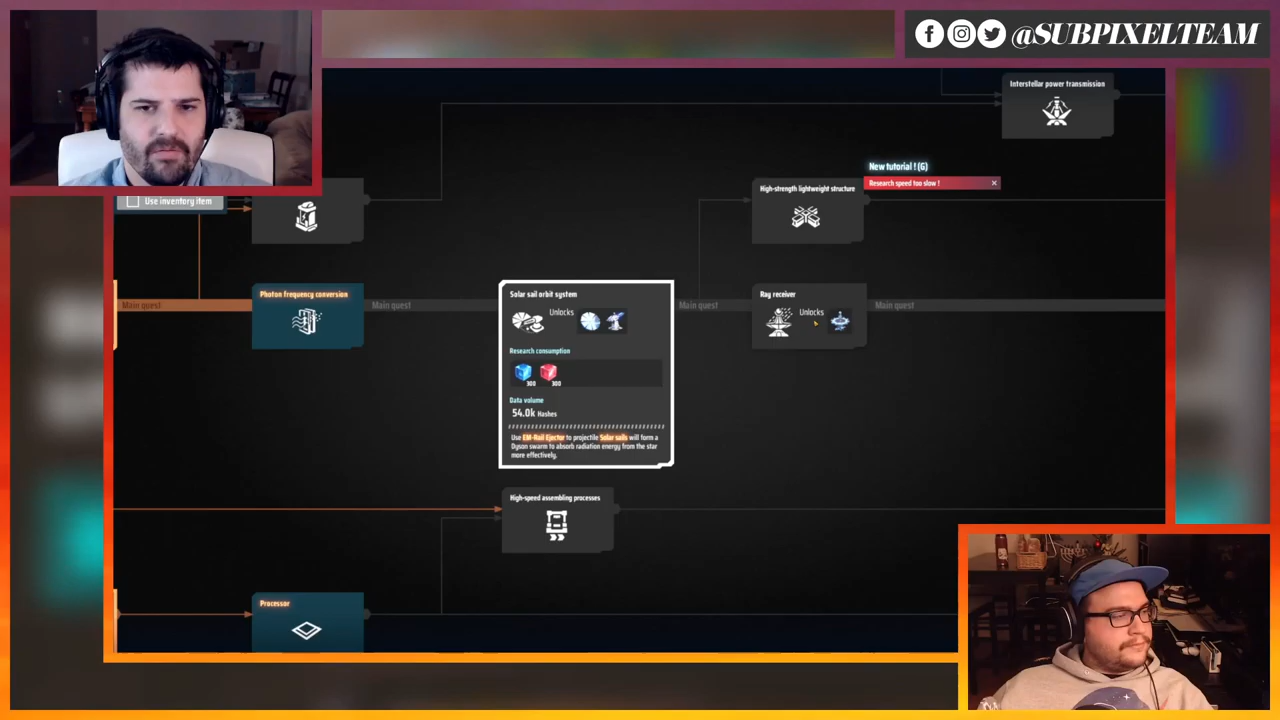 @SUBPIXELTEAM
Interstellar power transmission
New tutorial ! (G)
Research speed too slow !
High-strength lightweight structure
Use inventory item
Main quest
Photon frequency conversion
Main quest
Solar sail orbit system
Unlocks
Research consumption
300
300
Data volume
54.0k Hashes
Use EM-Rail Ejector to projectile Solar sails will form a
Dyson swarm to absorb radiation energy from the star
more effectively.
Main quest
Ray receiver
Unlocks
Main quest
High-speed assembling processes
Processor